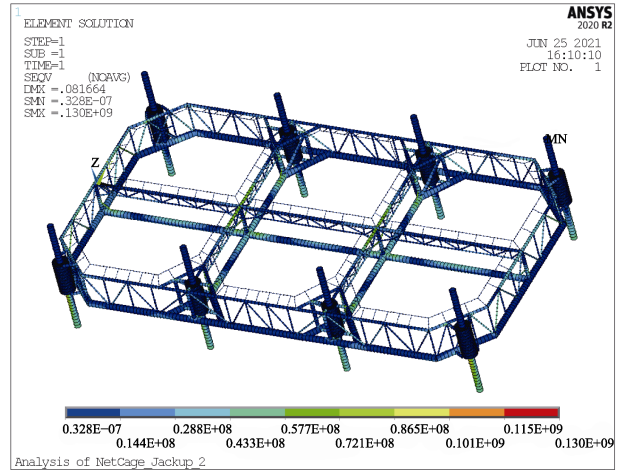 1
ANSYS
2020 R2
ELEMENT SOLUTION
STEP=1
SUB =1
TIME=1
SEQV (NOAVG)
DMX =.081664
SMN =.328E-07
SMX =.130E+09
JUN 25 2021
16:10:10
PLOT NO. 1
MN
Z
0.328E-07 0.288E+08 0.577E+08 0.865E+08 0.115E+09
0.144E+08 0.433E+08 0.721E+08 0.101E+09 0.130E+09
Analysis of NetCage_Jackup_2